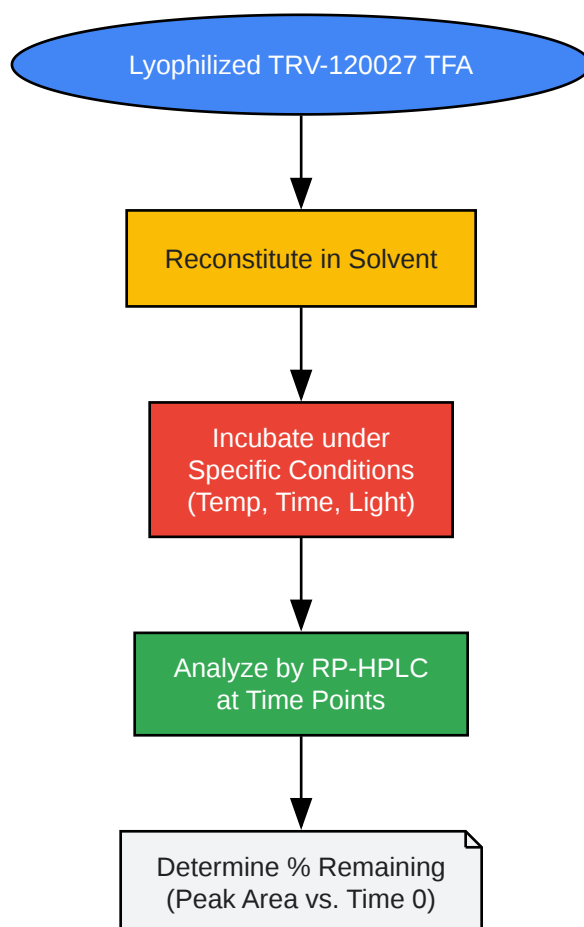 Lyophilized TRV-120027 TFA
Reconstitute in Solvent
Incubate under
Specific Conditions
(Temp, Time, Light)
Analyze by RP-HPLC
at Time Points
Determine % Remaining
(Peak Area vs. Time 0)